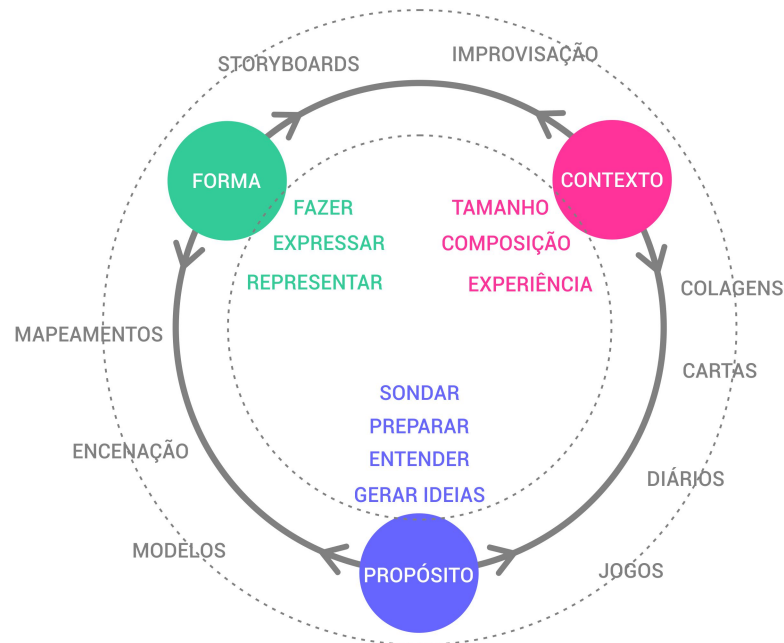 IMPROVISAÇÃO
STORYBOARDS
FORMA
CONTEXTO
FAZER
EXPRESSAR
REPRESENTAR
TAMANHO
COMPOSIÇÃO
EXPERIÊNCIA
COLAGENS
MAPEAMENTOS
CARTAS
SONDAR
PREPARAR
ENTENDER
GERAR IDEIAS
ENCENAÇÃO
DIÁRIOS
MODELOS
JOGOS
PROPÓSITO